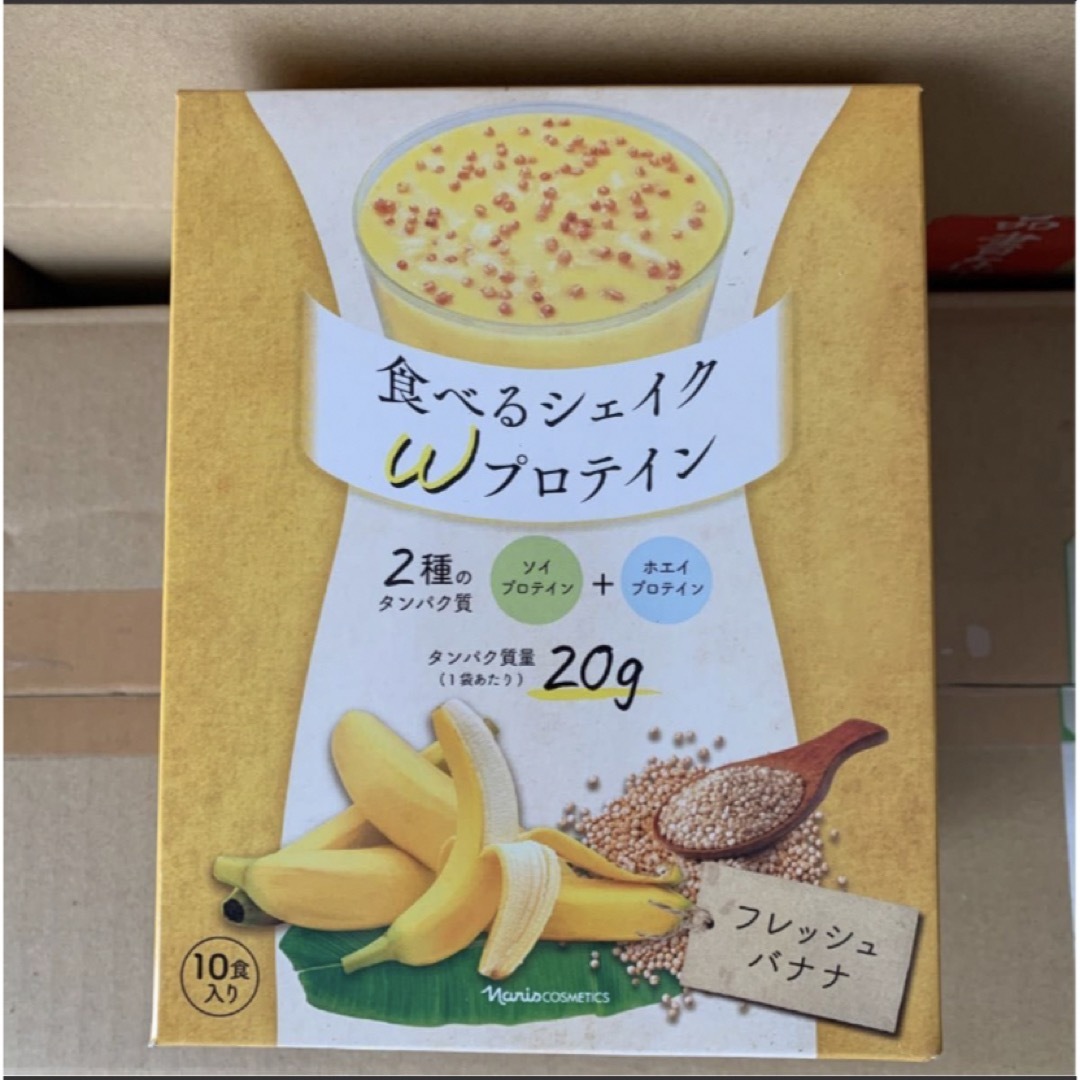 食べるシェイク
Wプロテイン
2種の
タンパク質
ソイ
プロテイン
+
ホエイ
プロテイン
タンパク質量
(1袋あたり)
20g
フレッシュ
バナナ
10食
入り
Naris COSMETICS